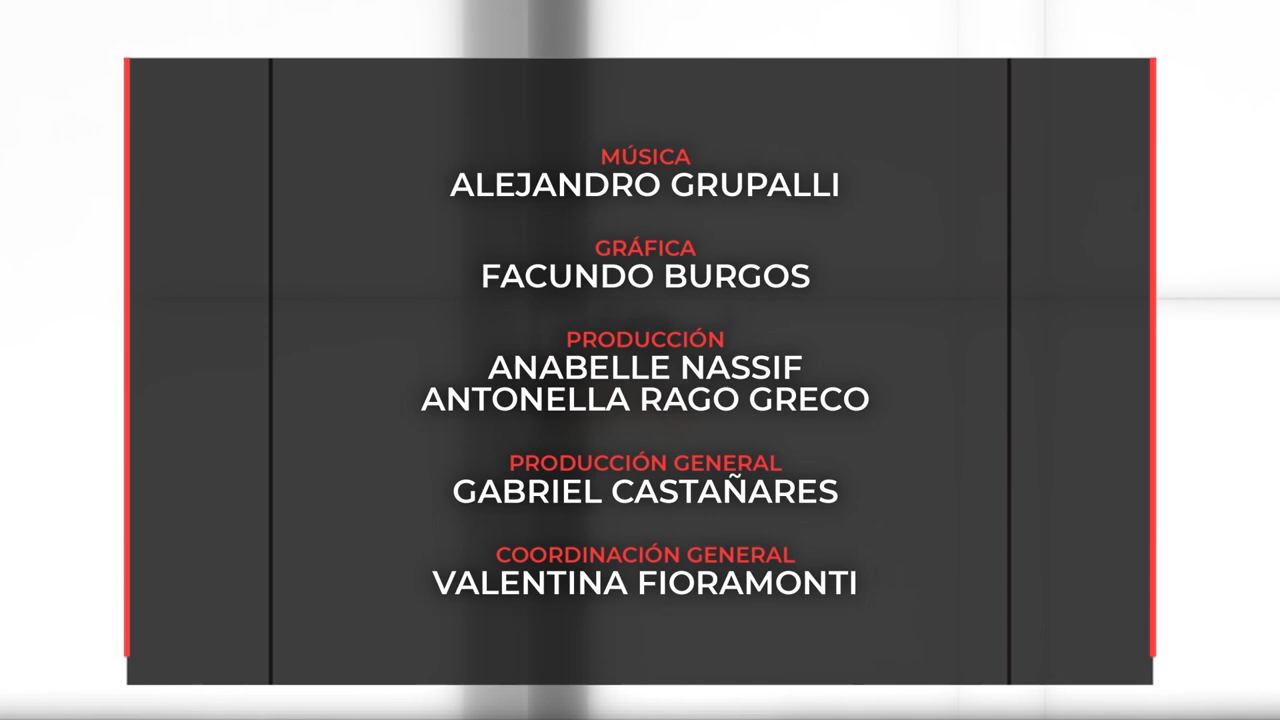 MÚSICA
ALEJANDRO GRUPALLI
GRÁFICA
FACUNDO BURGOS
PRODUCCIÓN
ANABELLE NASSIF
ANTONELLA RAGO GRECO
PRODUCCIÓN GENERAL
GABRIEL CASTAÑARES
COORDINACIÓN GENERAL
VALENTINA FIORAMONTI